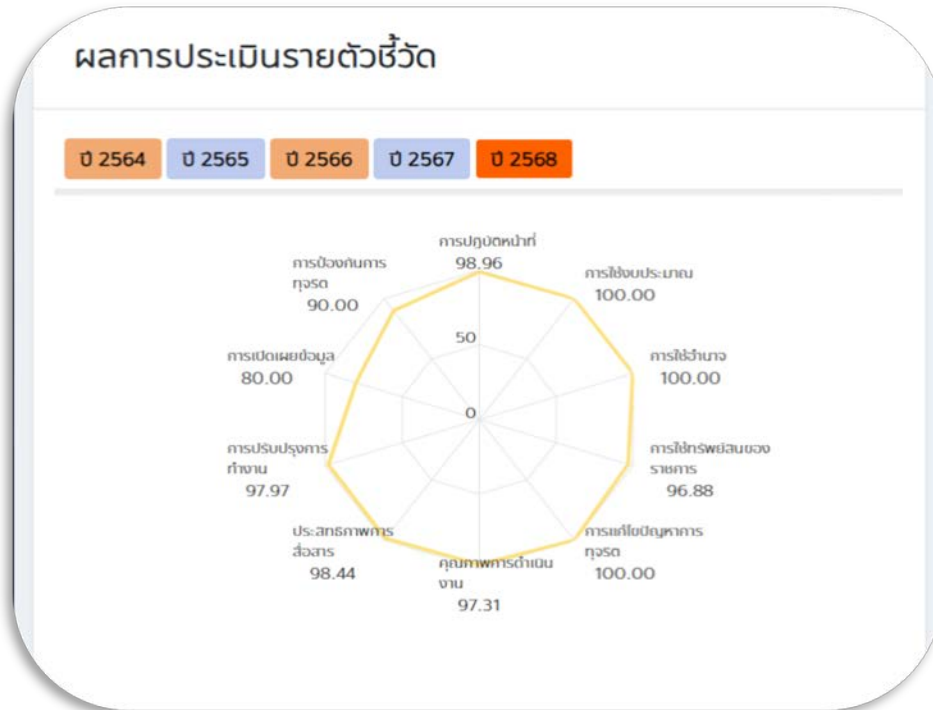 ผลการประเมินรายตัวชี้วัด
ปี 2564 ปี 2565 ปี 2566 ปี 2567 ปี 2568
การปฏิบัติหน้าที่
98.96
การใช้งบประมาณ
100.00
การใช้อำนาจ
100.00
การใช้ทรัพย์สินของ
ราชการ
96.88
การแก้ไขปัญหาการ
ทุจริต
100.00
คุณภาพการดำเนิน
งาน
97.31
ประสิทธิภาพการ
สื่อสาร
98.44
การปรับปรุงการ
ทำงาน
97.97
การเปิดเผยข้อมูล
80.00
การป้องกันการ
ทุจริต
90.00
50
0